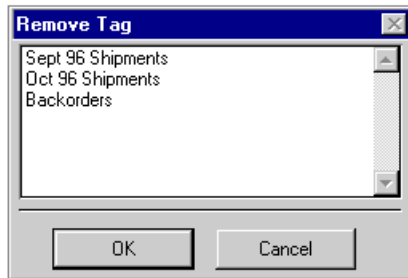 Remove Tag
Sept 96 Shipments
Oct 96 Shipments
Backorders
OK
Cancel